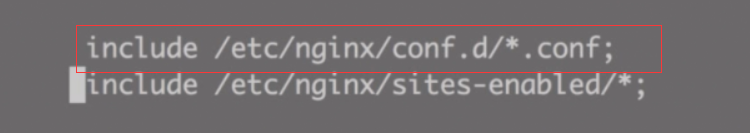 include /etc/nginx/conf.d/*.conf;
include /etc/nginx/sites-enabled/*;